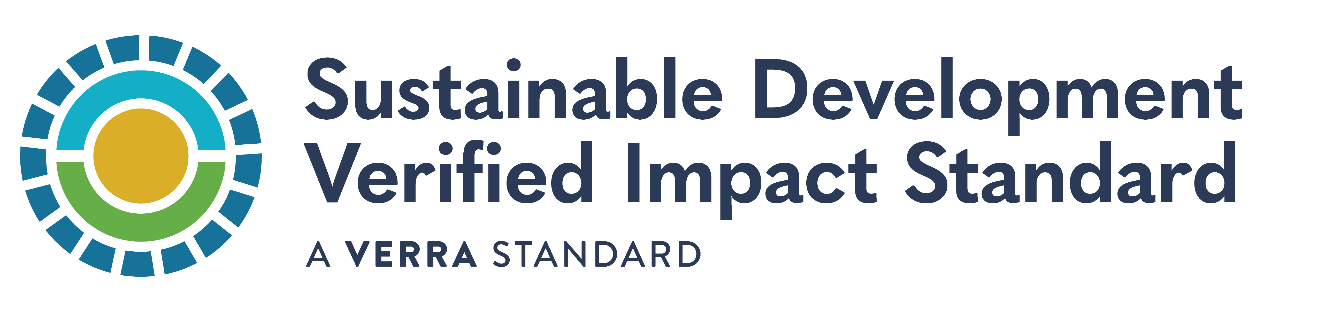 Sustainable Development
Verified Impact Standard
A VERRA STANDARD